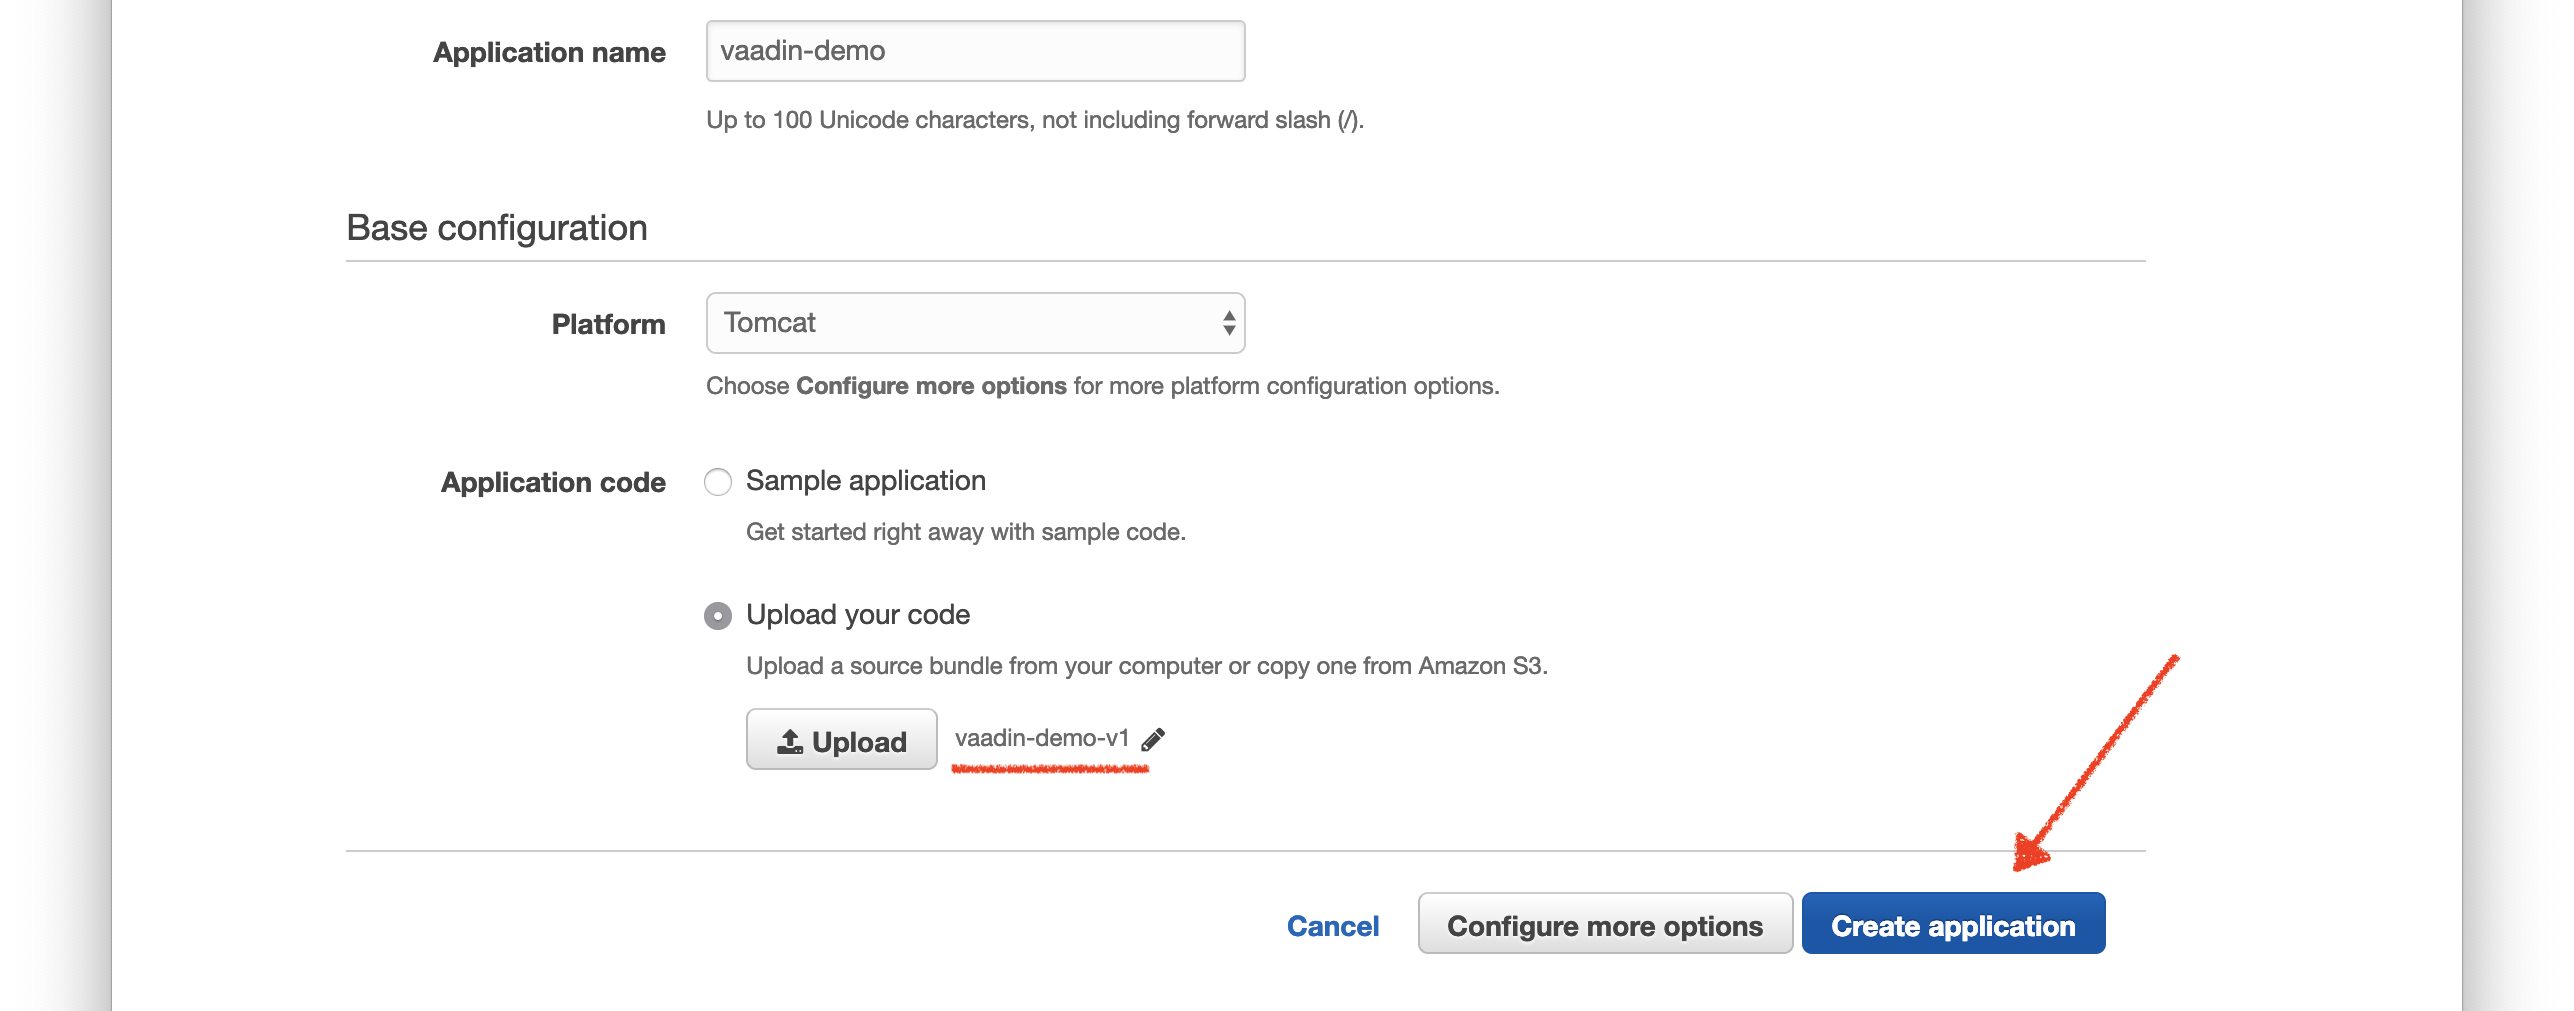 Application name
vaadin-demo
Up to 100 Unicode characters, not including forward slash (/).
Base configuration
Platform
Tomcat
Choose Configure more options for more platform configuration options.
Application code
Sample application
Get started right away with sample code.
Upload your code
Upload a source bundle from your computer or copy one from Amazon S3.
Upload
vaadin-demo-v1
Cancel
Configure more options
Create application